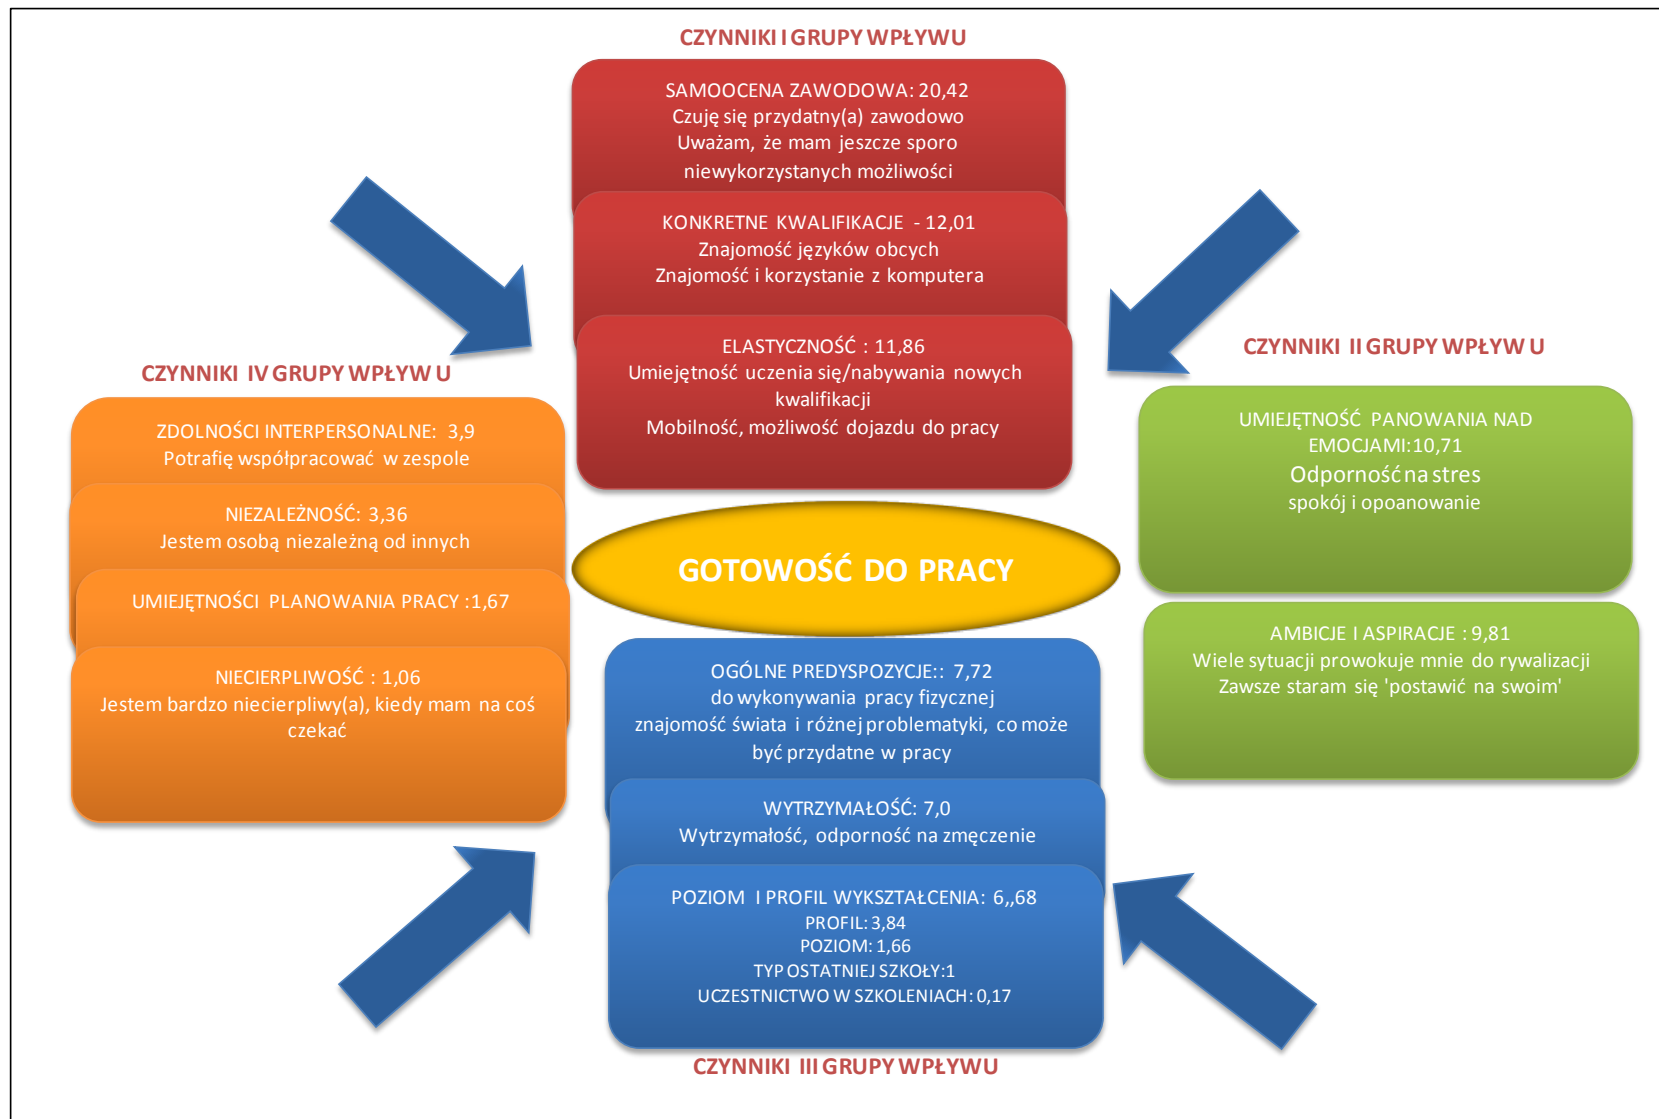 CZYNNIKI I GRUPY WPŁYWU
SAMOOCENA ZAWODOWA: 20,42
Czuję się przydatny(a) zawodowo
Uważam, że mam jeszcze sporo
niewykorzystanych możliwości
KONKRETNE KWALIFIKACJE - 12,01
Znajomość języków obcych
Znajomość i korzystanie z komputera
ELASTYCZNOŚĆ : 11,86
Umiejętność uczenia się/nabywania nowych
kwalifikacji
Mobilność, możliwość dojazdu do pracy
CZYNNIKI II GRUPY WPŁYW U
UMIEJĘTNOŚĆ PANOWANIA NAD
EMOCJAMI:10,71
Odporność na stres
spokój i opoanowanie
AMBICJE I ASPIRACJE : 9,81
Wiele sytuacji prowokuje mnie do rywalizacji
Zawsze staram się 'postawić na swoim'
CZYNNIKI IV GRUPY WPŁYW U
ZDOLNOŚCI INTERPERSONALNE: 3,9
Potrafię współpracować w zespole
NIEZALEŻNOŚĆ: 3,36
Jestem osobą niezależną od innych
UMIEJĘTNOŚCI PLANOWANIA PRACY :1,67
NIECIERPLIWOŚĆ : 1,06
Jestem bardzo niecierpliwy(a), kiedy mam na coś
czekać
GOTOWOŚĆ DO PRACY
OGÓLNE PREDYSPOZYCJE:: 7,72
do wykonywania pracy fizycznej
znajomość świata i różnej problematyki, co może
być przydatne w pracy
WYTRZYMAŁOŚĆ: 7,0
Wytrzymałość, odporność na zmęczenie
POZIOM I PROFIL WYKSZTAŁCENIA: 6,,68
PROFIL: 3,84
POZIOM: 1,66
TYP OSTATNIEJ SZKOŁY:1
UCZESTNICTWO W SZKOLENIACH: 0,17
CZYNNIKI III GRUPY WPŁYWU